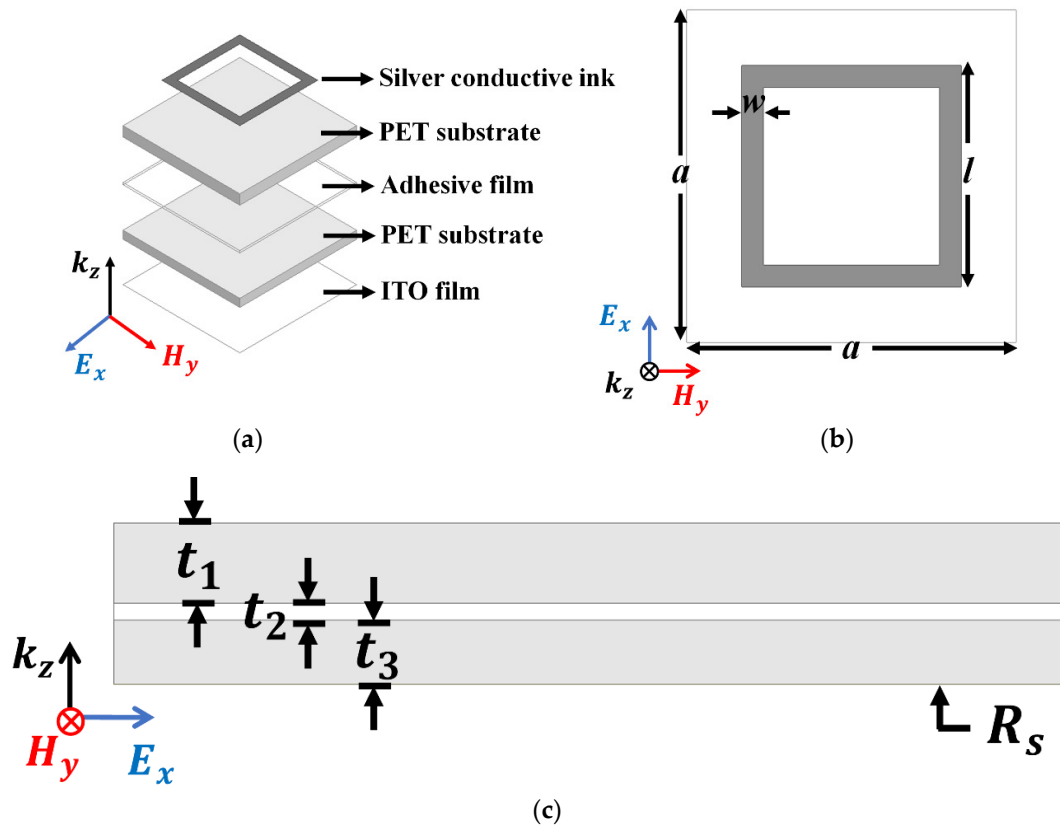 Silver conductive ink
PET substrate
Adhesive film
PET substrate
ITO film
k_z
E_x
H_y
(a)
w
a
l
a
E_x
k_z
H_y
(b)
t_1
t_2
t_3
k_z
H_y
E_x
R_s
(c)